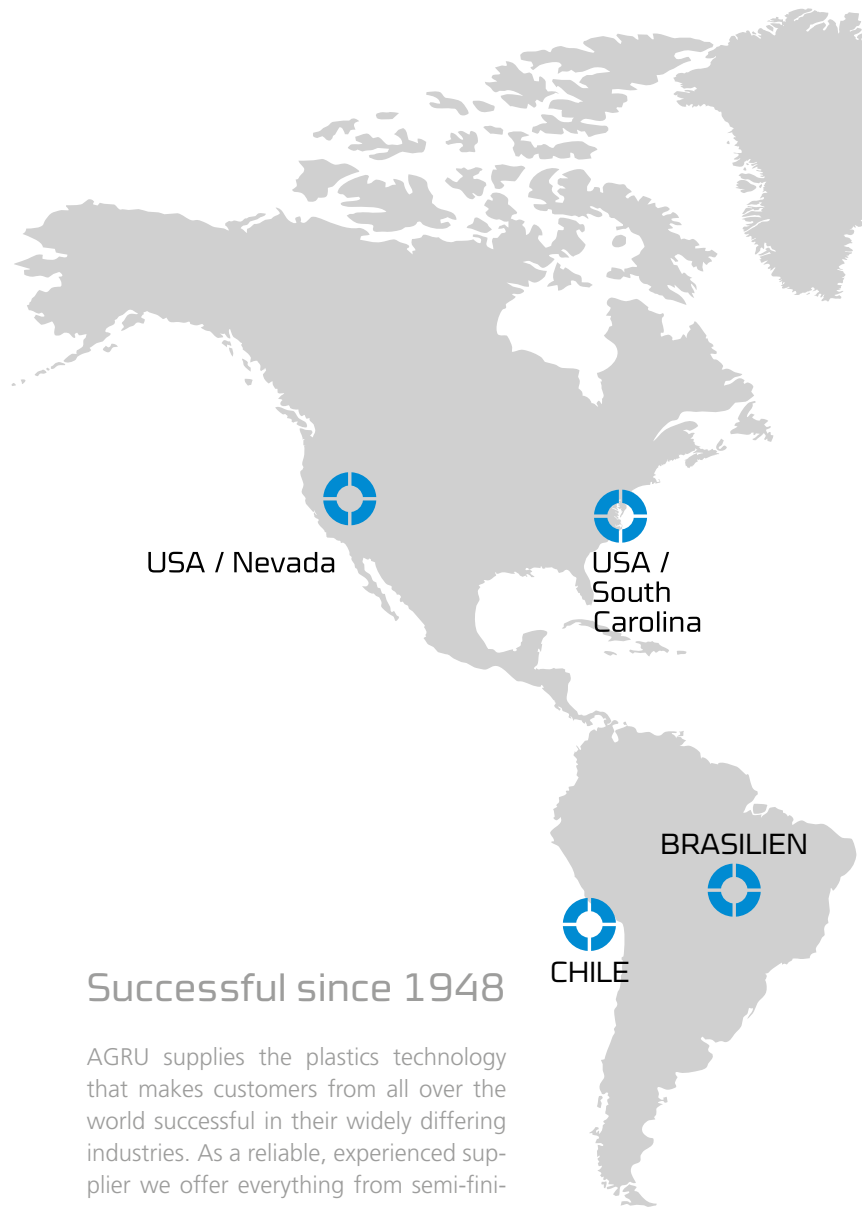 USA / Nevada
USA /
South
Carolina
BRASILIEN
CHILE
Successful since 1948
AGRU supplies the plastics technology
that makes customers from all over the
world successful in their widely differing
industries. As a reliable, experienced sup-
plier we offer everything from semi-fini-